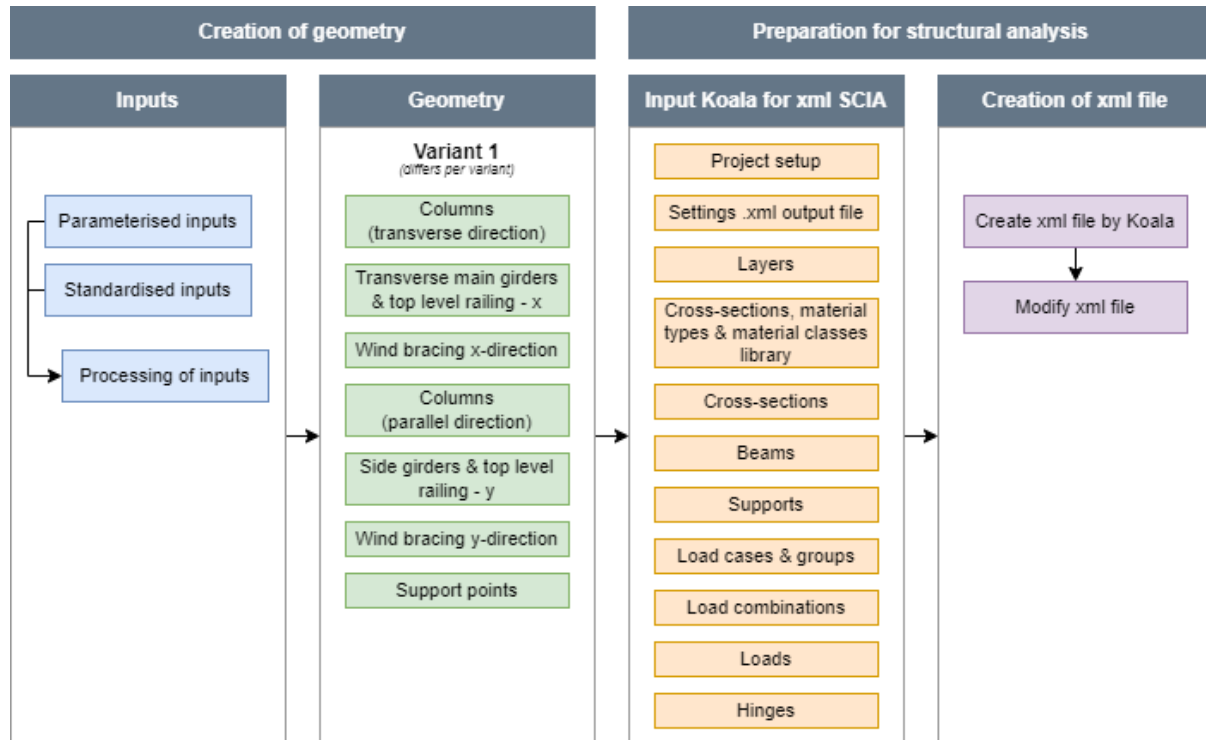 Creation of geometry
Preparation for structural analysis
Inputs
Geometry
Input Koala for xml SCIA
Creation of xml file
Parameterised inputs
Standardised inputs
Processing of inputs
Variant 1
(differs per variant)
Columns
(transverse direction)
Transverse main girders
& top level railing - x
Wind bracing x-direction
Columns
(parallel direction)
Side girders & top level
railing - y
Wind bracing y-direction
Support points
Project setup
Settings .xml output file
Layers
Cross-sections, material
types & material classes
library
Cross-sections
Beams
Supports
Load cases & groups
Load combinations
Loads
Hinges
Create xml file by Koala
Modify xml file